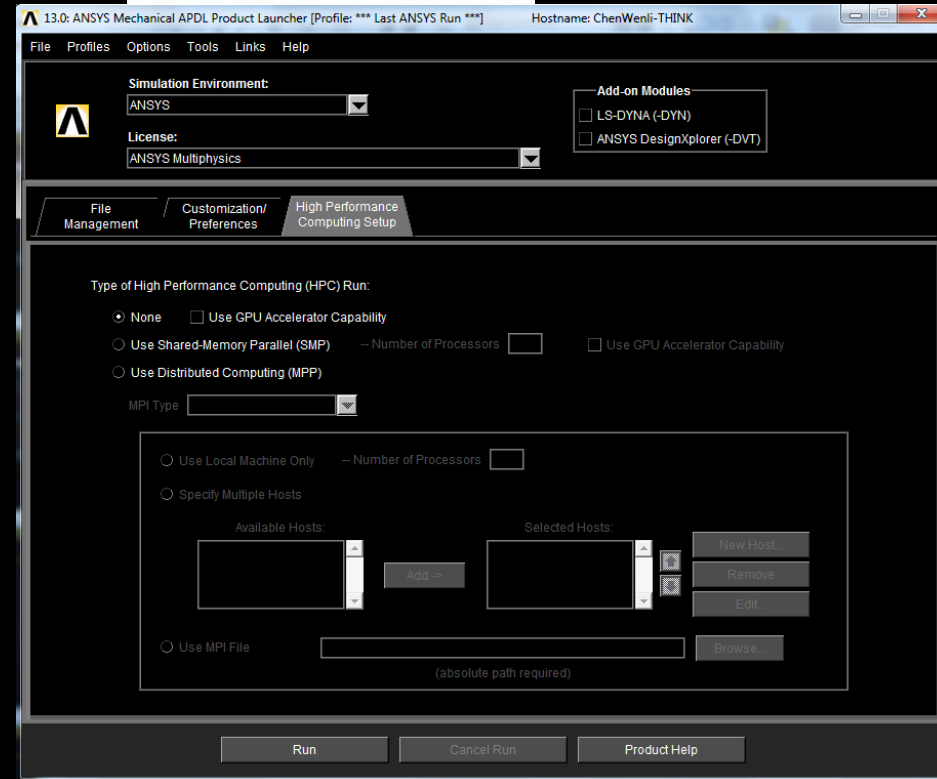 13.0: ANSYS Mechanical APDL Product Launcher [Profile: *** Last ANSYS Run ***] Hostname: ChenWenli-THINK
File Profiles Options Tools Links Help
Simulation Environment:
ANSYS
License:
ANSYS Multiphysics
Add-on Modules
LS-DYNA (-DYN)
ANSYS DesignXplorer (-DVT)
File
Management
Customization/
Preferences
High Performance
Computing Setup
Type of High Performance Computing (HPC) Run:
None Use GPU Accelerator Capability
Use Shared-Memory Parallel (SMP) -- Number of Processors Use GPU Accelerator Capability
Use Distributed Computing (MPP)
MPI Type
Use Local Machine Only -- Number of Processors
Specify Multiple Hosts
Available Hosts: Selected Hosts:
New Host...
Add -> Remove
Edit...
Use MPI File Browse...
(absolute path required)
Run Cancel Run Product Help